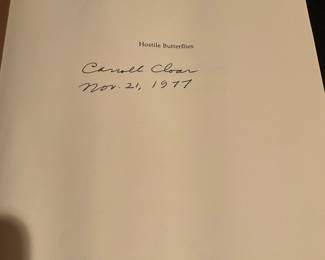 Hostile Butterflies
Carroll Cloar
Nov. 21, 1977